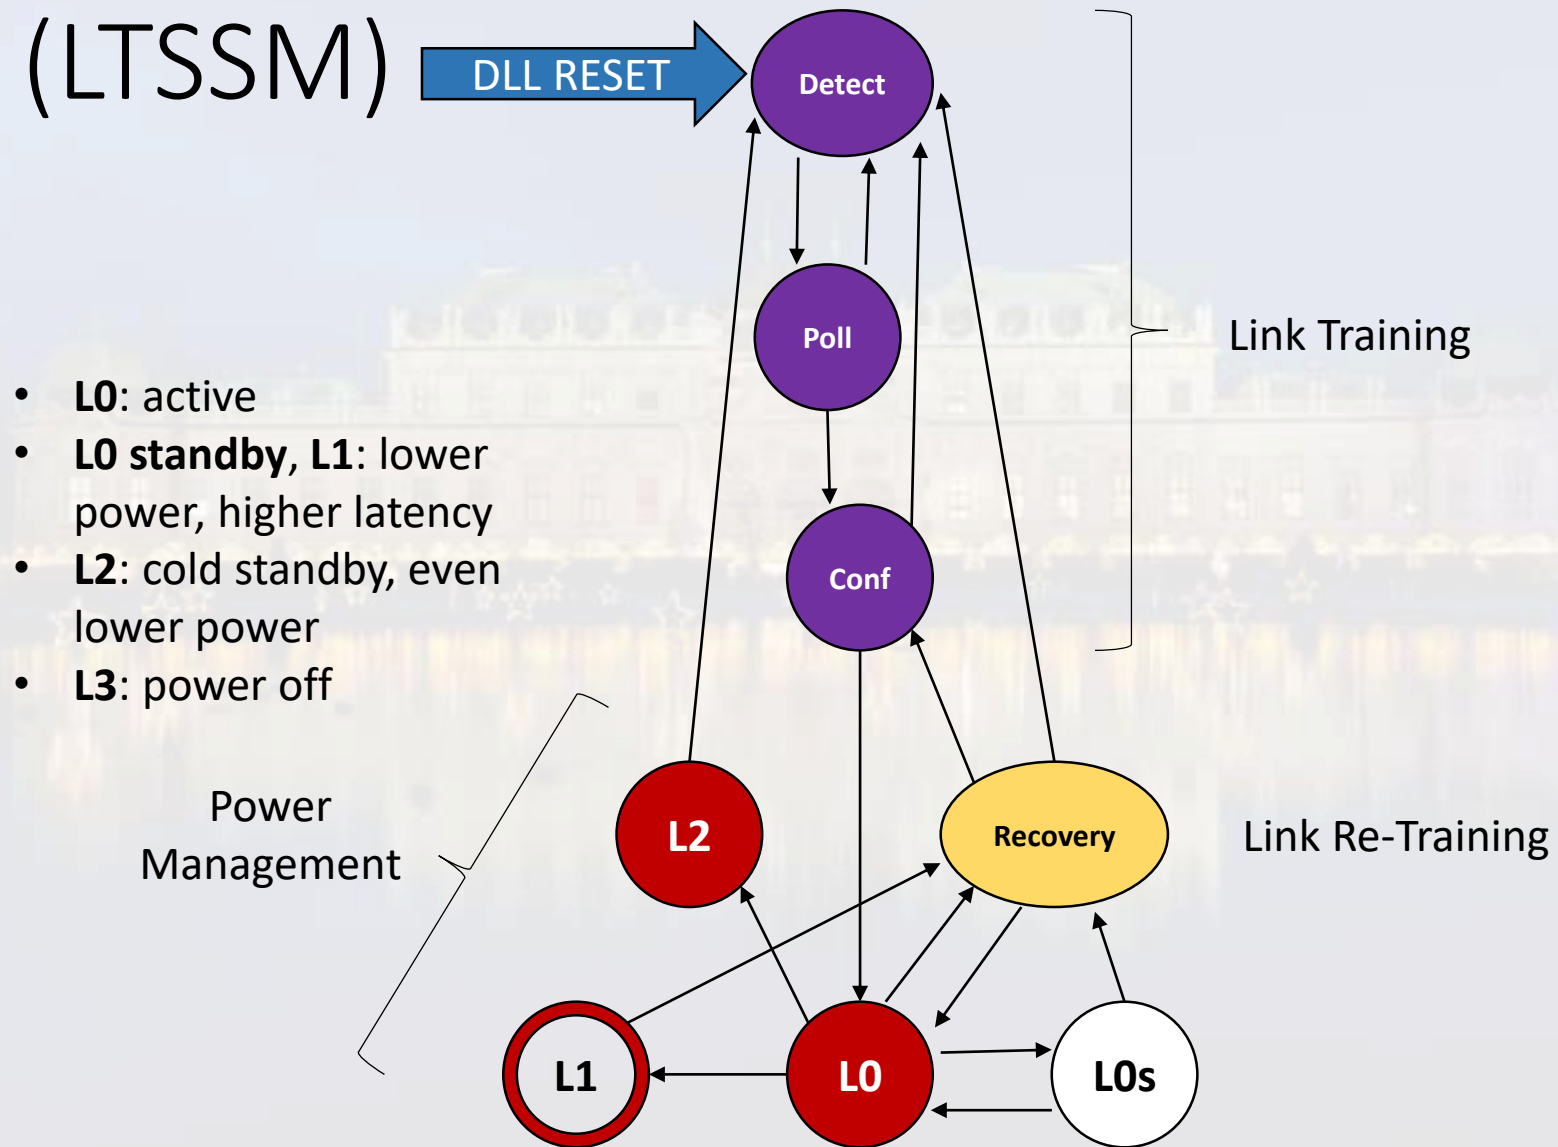 (LTSSM)
DLL RESET
Detect
Poll
Link Training
• L0: active
• L0 standby, L1: lower
power, higher latency
• L2: cold standby, even
lower power
• L3: power off
Conf
Power
Management
L2
Recovery
Link Re-Training
L1
L0
L0s